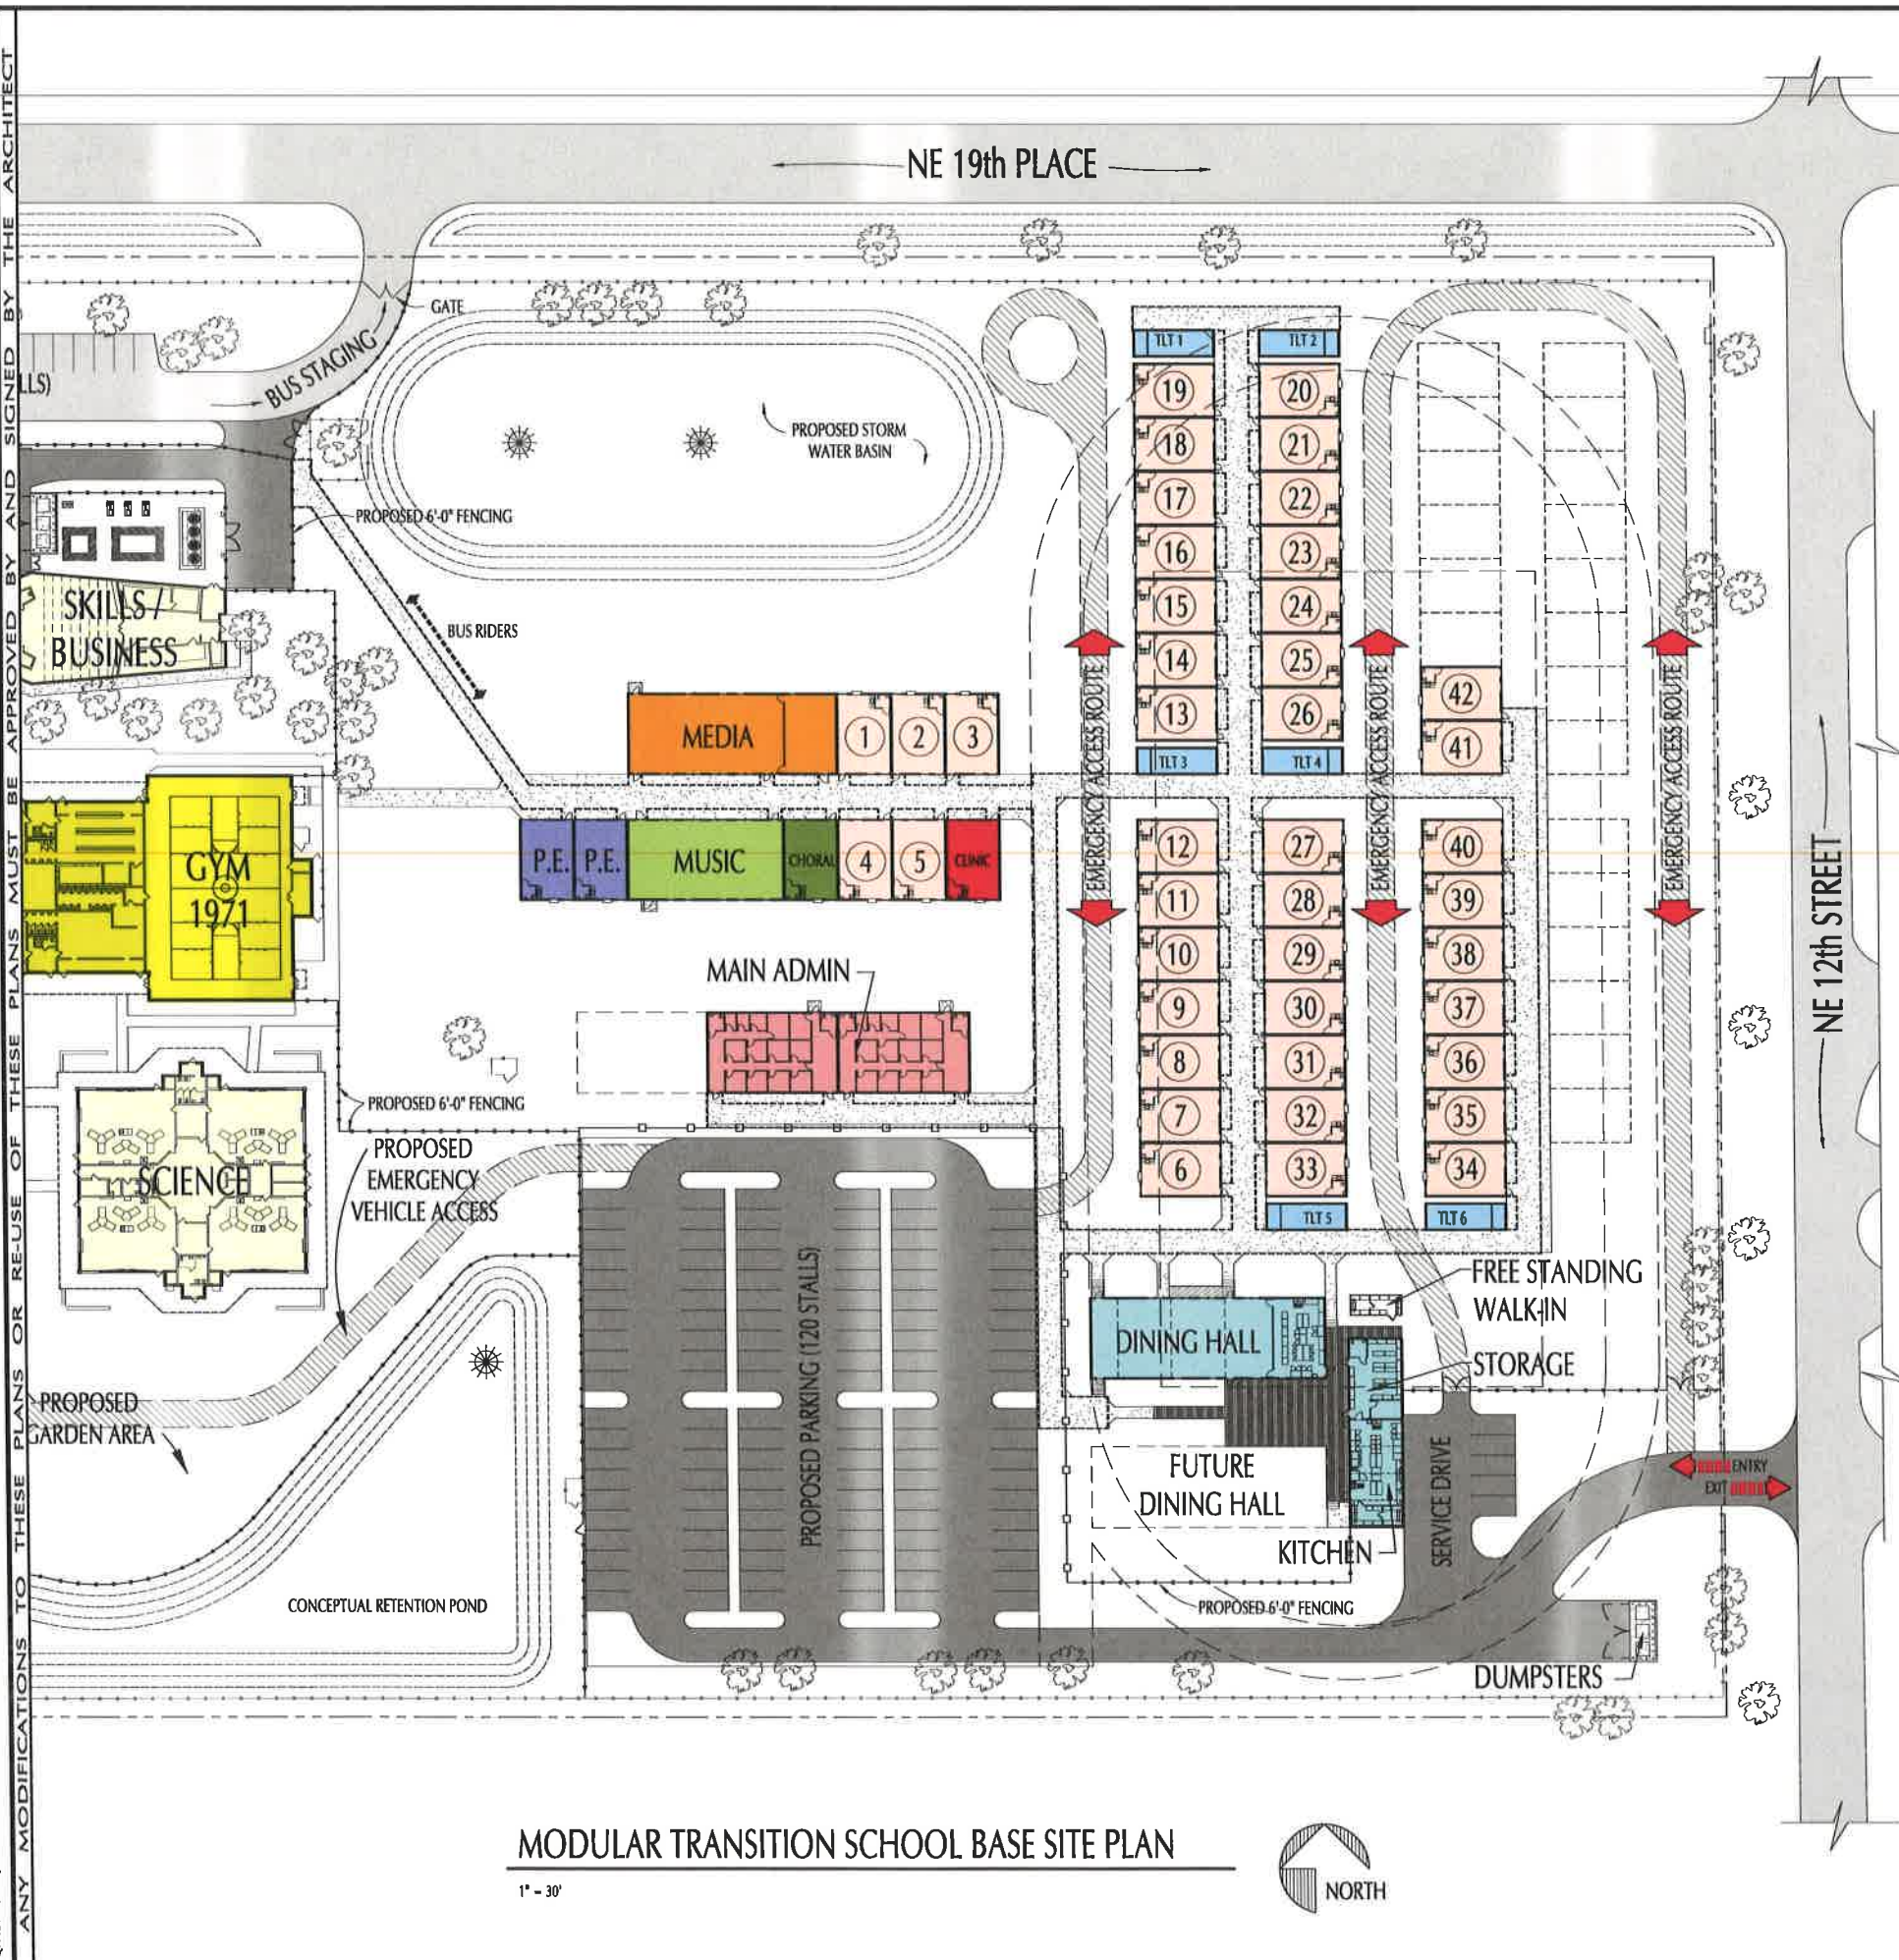 ANY MODIFICATIONS TO THESE PLANS OR RE-USE OF THESE PLANS MUST BE APPROVED BY AND SIGNED BY THE ARCHITECT
NE 19th PLACE
GATE
BUS STAGING
LLS)
PROPOSED STORM
WATER BASIN
PROPOSED 6'-0" FENCING
SKILLS/
BUSINESS
BUS RIDERS
TLT 1
TLT 2
19
20
18
21
17
22
16
23
15
24
14
25
13
26
42
41
TLT 3
TLT 4
EMERGENCY ACCESS ROUTE
EMERGENCY ACCESS ROUTE
EMERGENCY ACCESS ROUTE
MEDIA
1
2
3
P.E.
P.E.
MUSIC
CHORAL
4
5
CLINIC
GYM
1971
12
27
40
11
28
39
10
29
38
9
30
37
8
31
36
7
32
35
6
33
34
TLT 5
TLT 6
NE 12th STREET
MAIN ADMIN
PROPOSED 6'-0" FENCING
PROPOSED
EMERGENCY
VEHICLE ACCESS
SCIENCE
PROPOSED PARKING (120 STALLS)
FREE STANDING
WALK-IN
DINING HALL
STORAGE
PROPOSED
GARDEN AREA
FUTURE
DINING HALL
KITCHEN
SERVICE DRIVE
ENTRY
EXIT
CONCEPTUAL RETENTION POND
PROPOSED 6'-0" FENCING
DUMPSTERS
MODULAR TRANSITION SCHOOL BASE SITE PLAN
1" = 30'
NORTH